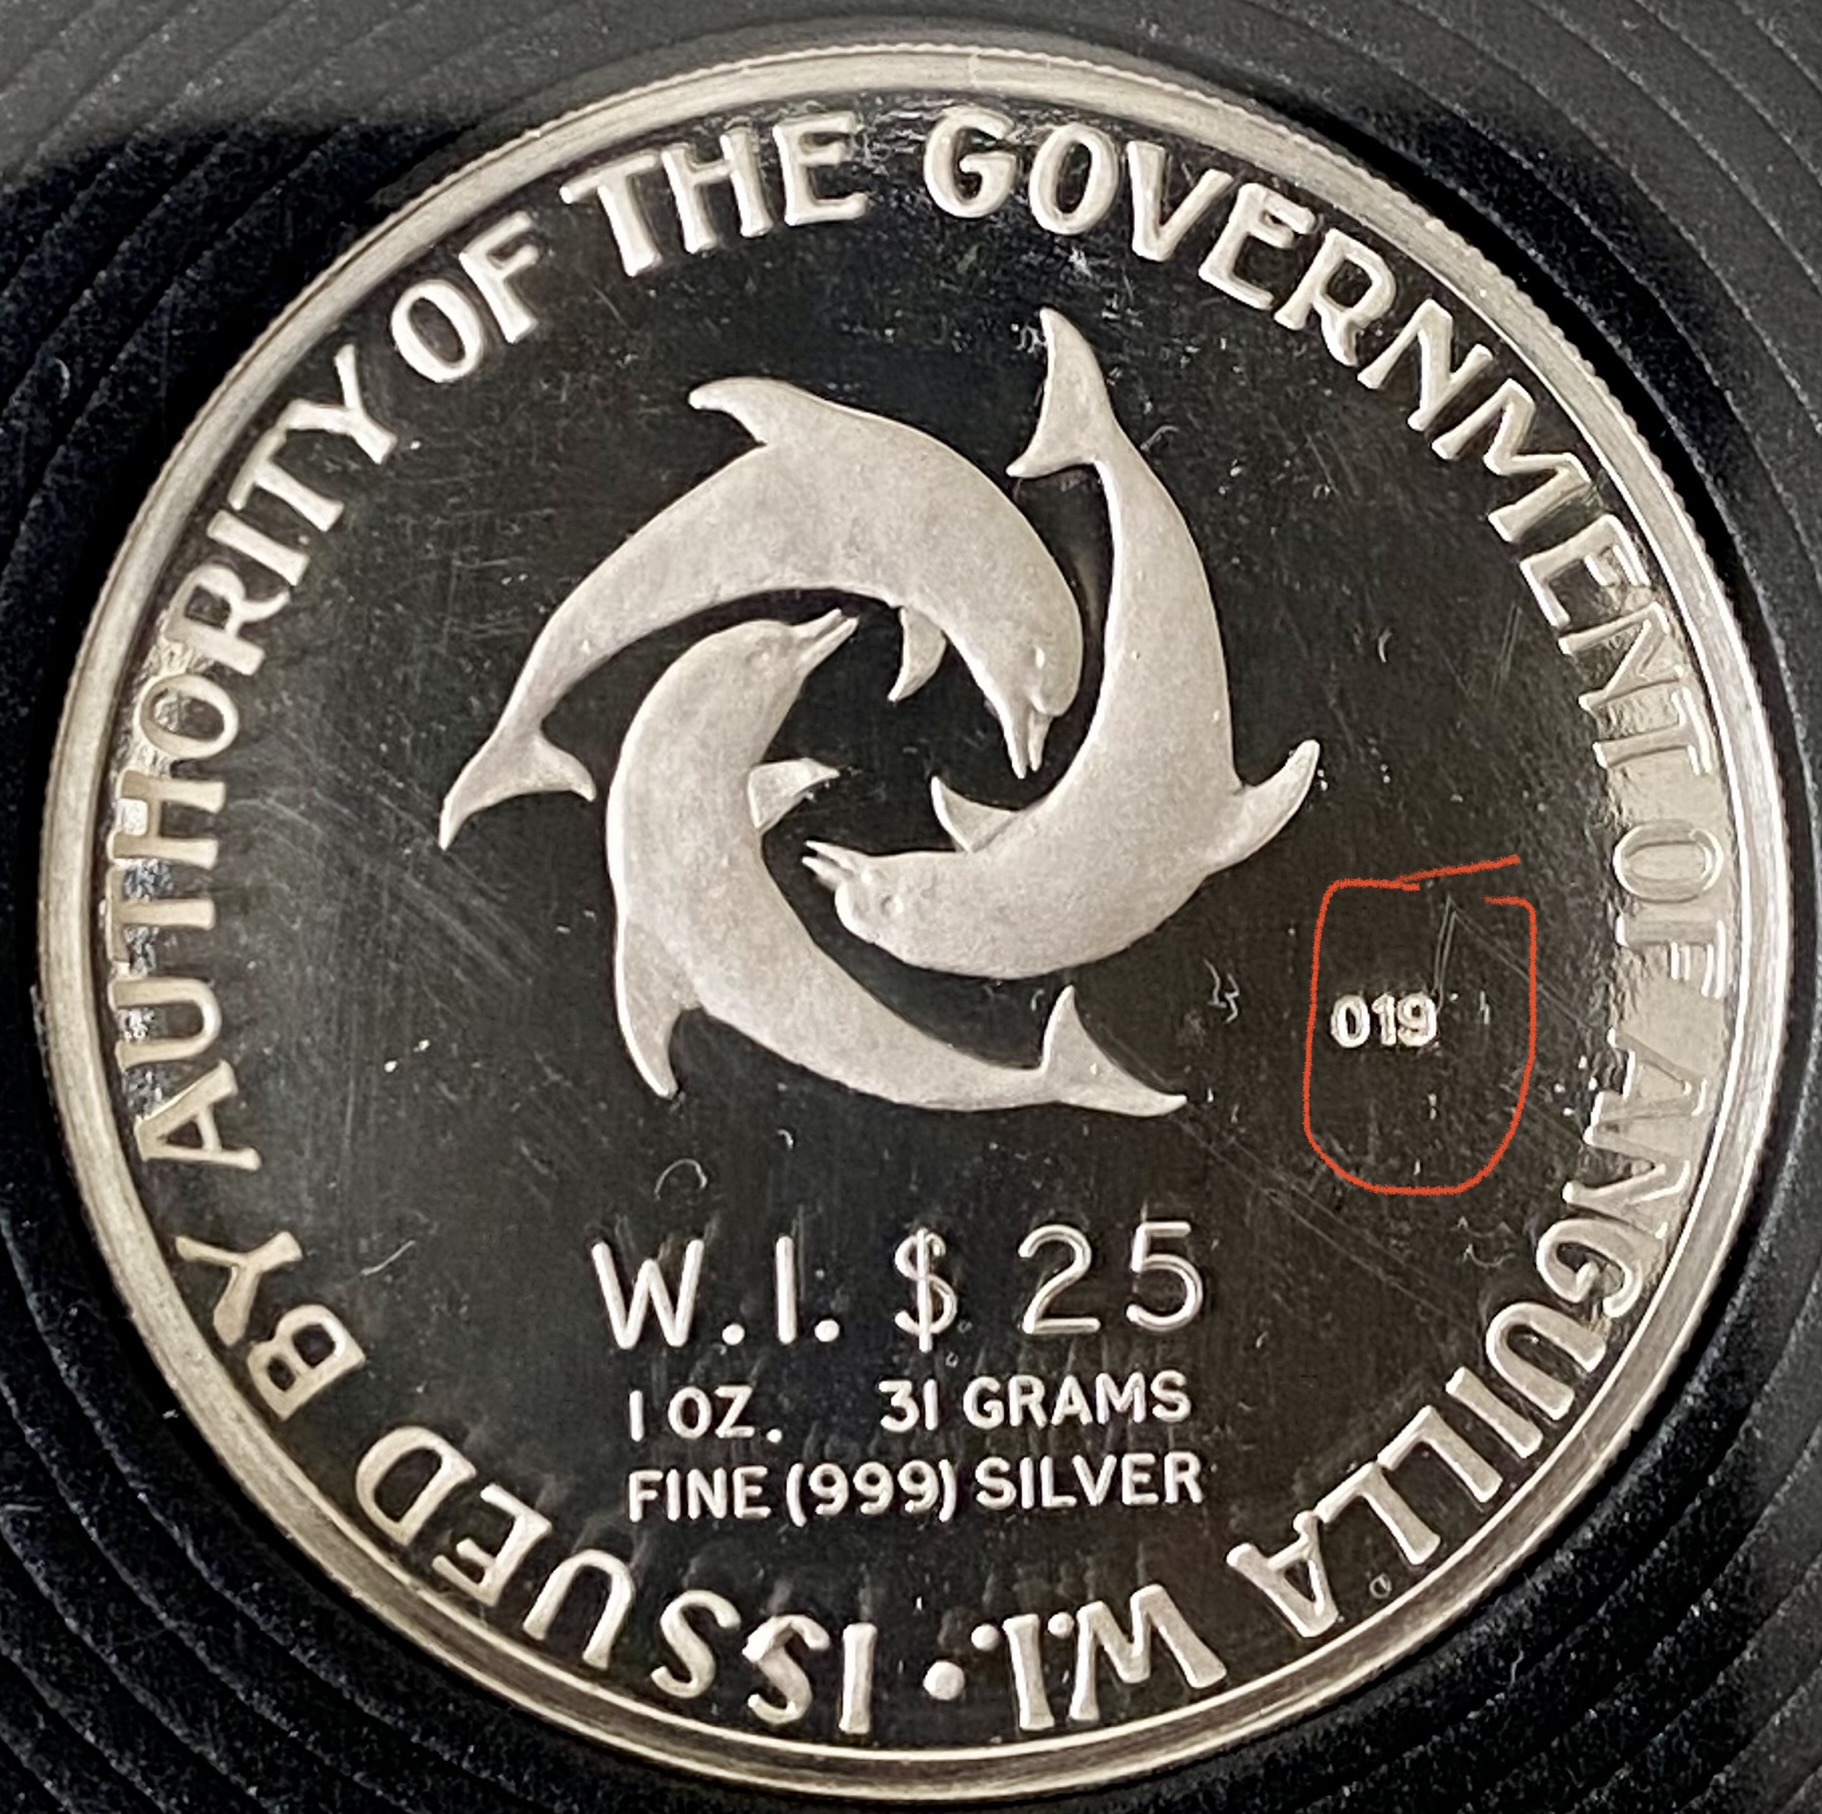 ISSUED BY AUTHORITY OF THE GOVERNMENT OF ANGUILLA W.I. •
019
W.I. $ 25
1 OZ. 31 GRAMS
FINE (999) SILVER